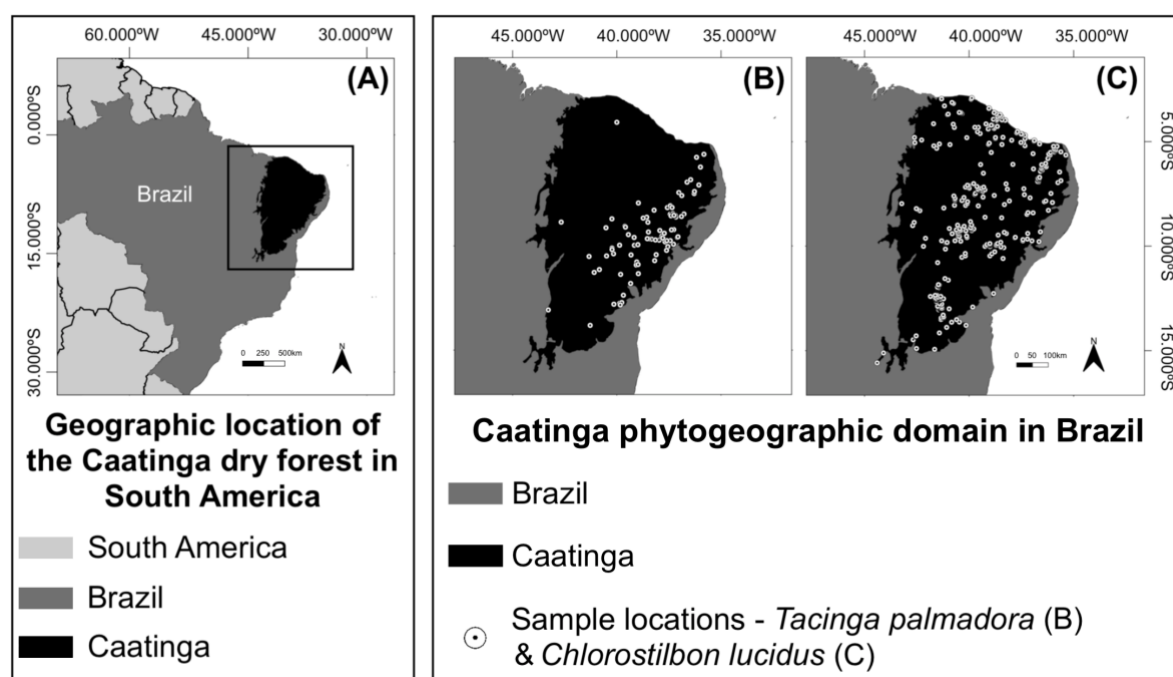 60.000ºW 45.000ºW 30.000ºW
(A)
0.000ºS
15.000ºS
30.000ºS
Brazil
N
0 250 500km
Geographic location of
the Caatinga dry forest in
South America
South America
Brazil
Caatinga
45.000ºW 40.000ºW 35.000ºW
(B)
45.000ºW 40.000ºW 35.000ºW
(C)
5.000ºS
10.000ºS
15.000ºS
N
0 50 100km
Caatinga phytogeographic domain in Brazil
Brazil
Caatinga
Sample locations - Tacinga palmadora (B)
& Chlorostilbon lucidus (C)